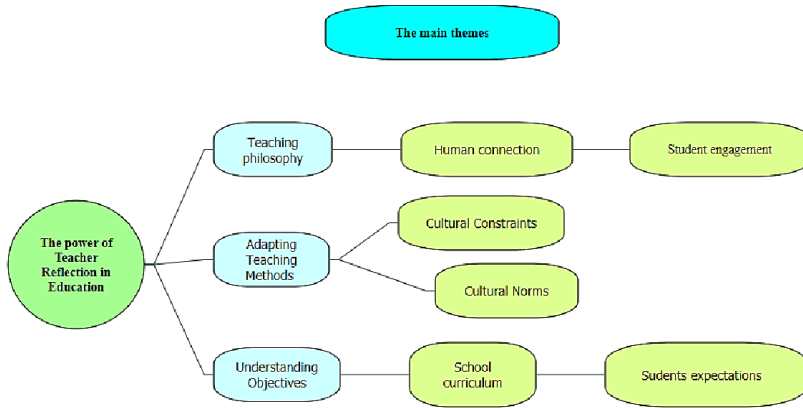 The main themes
Teaching
philosophy
Human connection
Student engagement
Cultural Constraints
The power of
Teacher
Reflection in
Education
Adapting
Teaching
Methods
Cultural Norms
Understanding
Objectives
School
curriculum
Sudents expectations